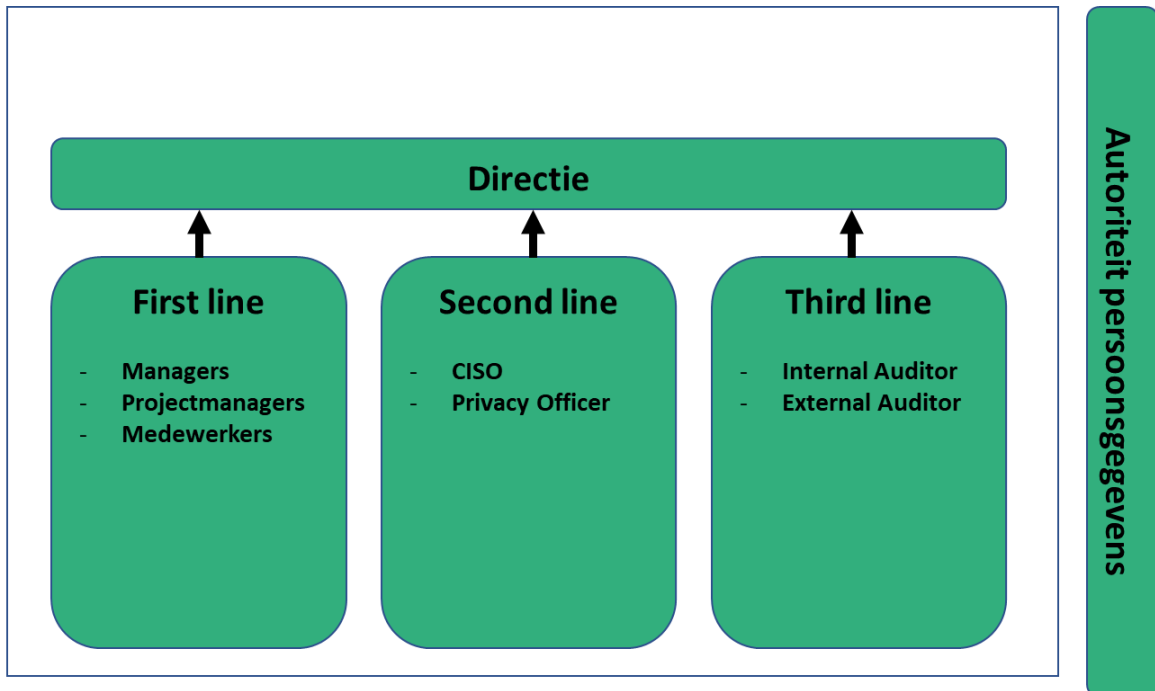 Directie
First line
- Managers
- Projectmanagers
- Medewerkers
Second line
- CISO
- Privacy Officer
Third line
- Internal Auditor
- External Auditor
Autoriteit persoonsgegevens